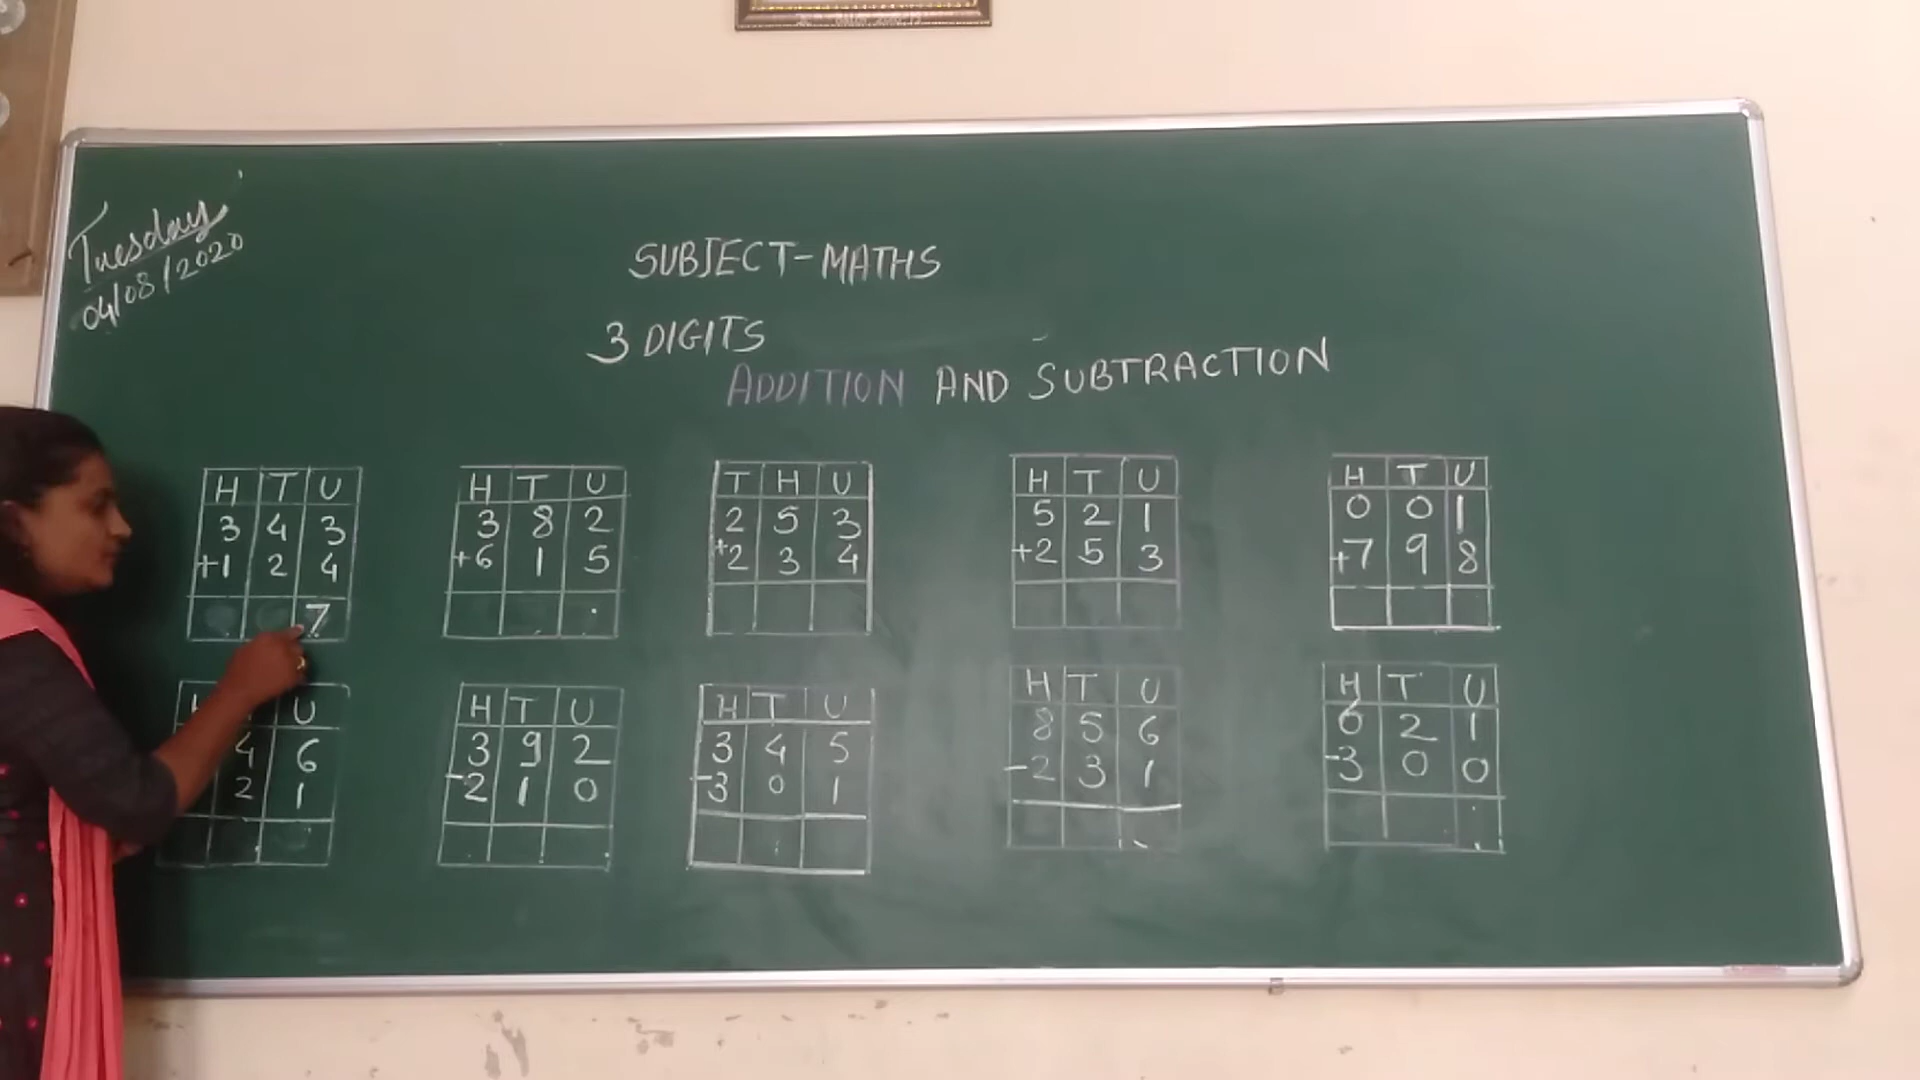 Tuesday
04/08/2020
SUBJECT-MATHS
3 DIGITS
ADDITION AND SUBTRACTION
H T U
3 4 3
+1 2 4
7
H T U
3 8 2
+6 1 5
T H U
2 5 3
+2 3 4
H T U
5 2 1
+2 5 3
H T U
0 0 1
+7 9 8
U
4 6
2 1
H T U
3 9 2
-2 1 0
H T U
3 4 5
-3 0 1
H T U
8 5 6
-2 3 1
H T U
6 2 1
-3 0 0